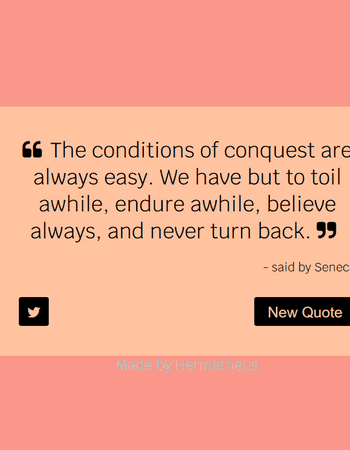 ❝ The conditions of conquest are
always easy. We have but to toil
awhile, endure awhile, believe
always, and never turn back. ❞
- said by Senec
New Quote
Made by Hermatheus